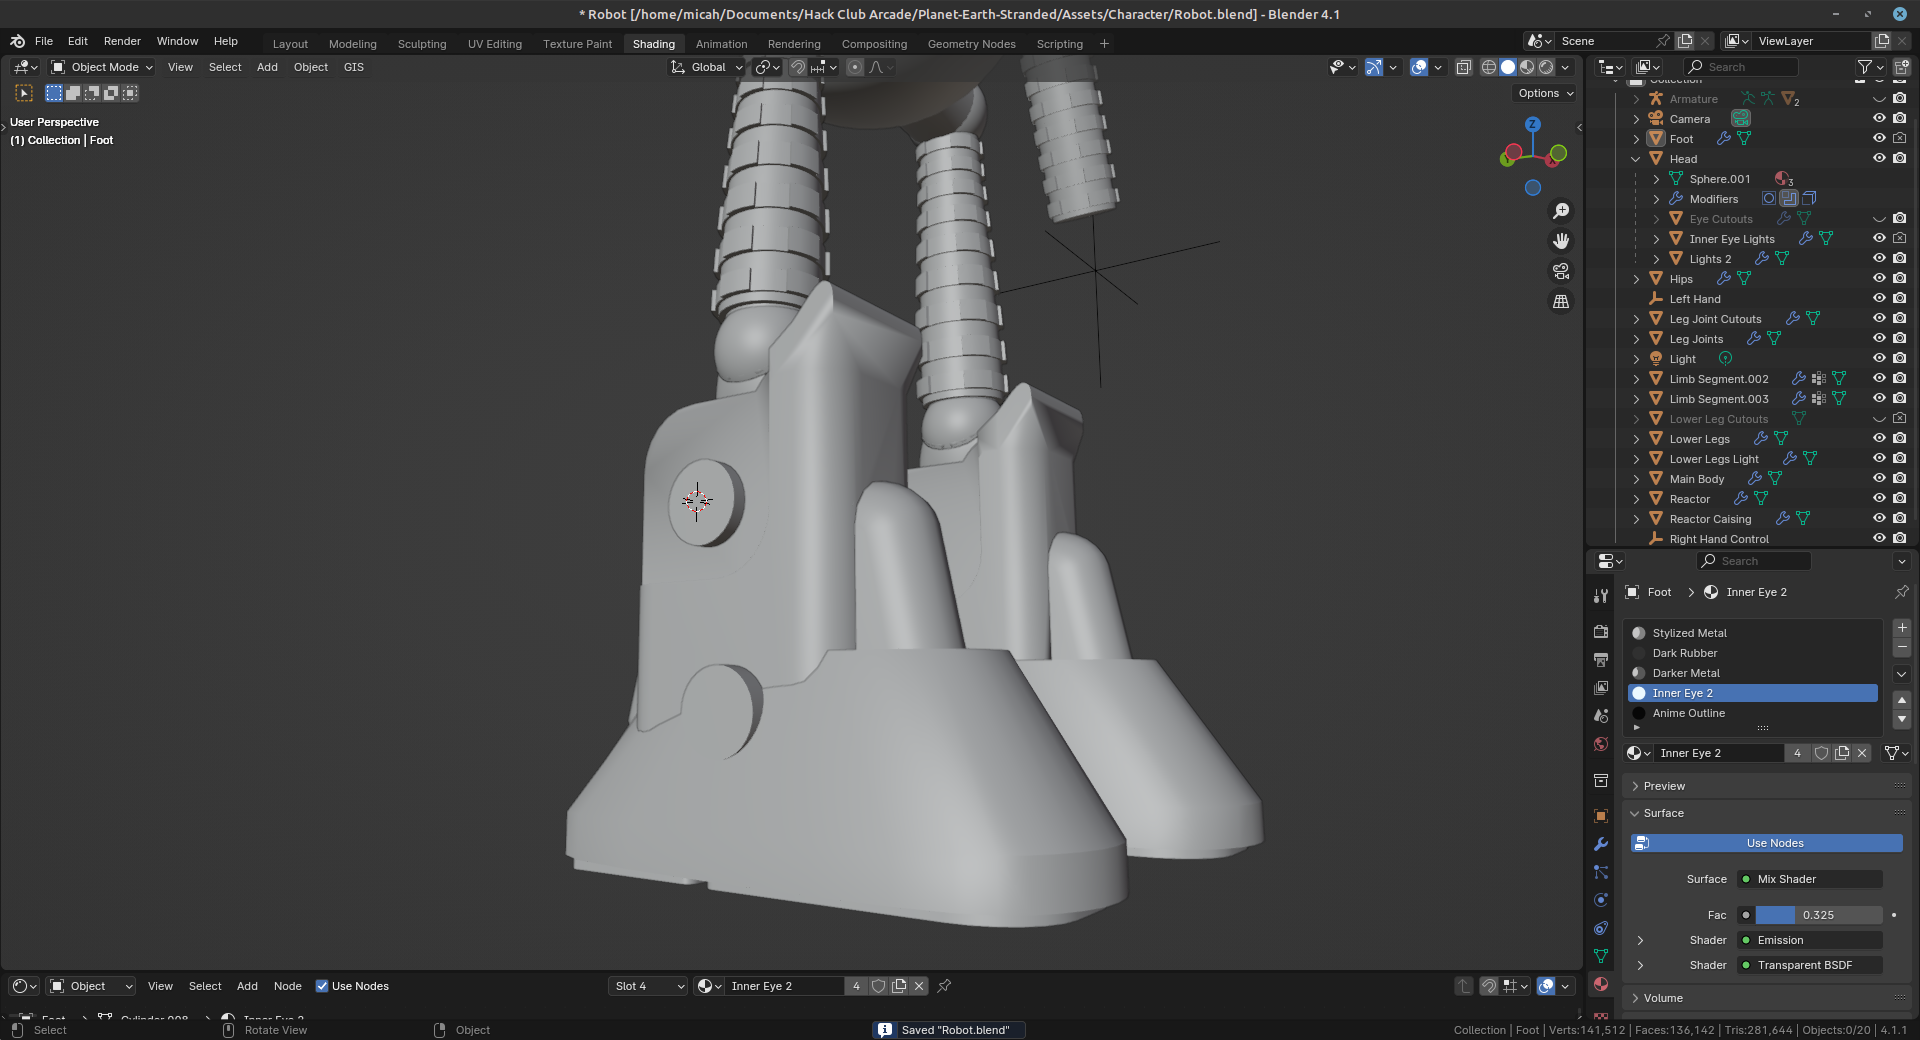 * Robot [/home/micah/Documents/Hack Club Arcade/Planet-Earth-Stranded/Assets/Character/Robot.blend] - Blender 4.1
File Edit Render Window Help
Layout Modeling Sculpting UV Editing Texture Paint Shading Animation Rendering Compositing Geometry Nodes Scripting +
Scene
ViewLayer
Object Mode View Select Add Object GIS
Global
Search
Options
User Perspective
(1) Collection | Foot
Z
Collection
Armature 2
Camera
Foot
Head
Sphere.001 3
Modifiers
Eye Cutouts
Inner Eye Lights
Lights 2
Hips
Left Hand
Leg Joint Cutouts
Leg Joints
Light
Limb Segment.002
Limb Segment.003
Lower Leg Cutouts
Lower Legs
Lower Legs Light
Main Body
Reactor
Reactor Caising
Right Hand Control
Search
Foot > Inner Eye 2
Stylized Metal
Dark Rubber
Darker Metal
Inner Eye 2
Anime Outline
Inner Eye 2 4
Preview
Surface
Use Nodes
Surface Mix Shader
Fac 0.325
Shader Emission
Shader Transparent BSDF
Volume
Object View Select Add Node Use Nodes
Slot 4
Inner Eye 2 4
Foot > Cylinder.008 > Inner Eye 2
Select
Rotate View
Object
Saved "Robot.blend"
Collection | Foot | Verts:141,512 | Faces:136,142 | Tris:281,644 | Objects:0/20 | 4.1.1